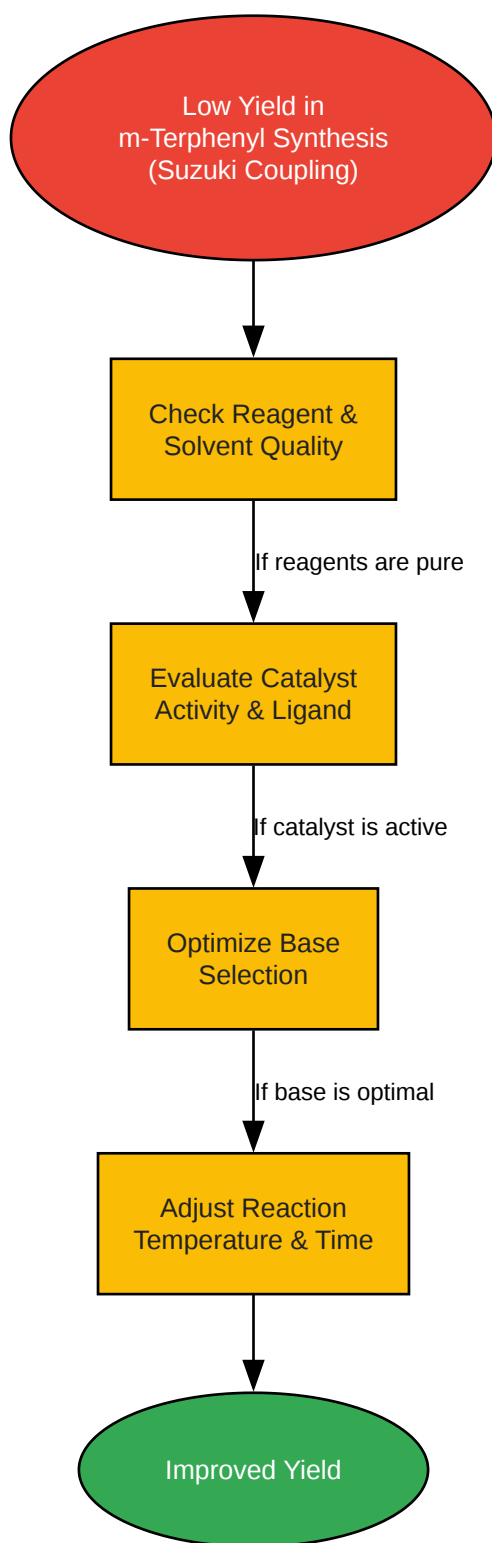 Low Yield in
m-Terphenyl Synthesis
(Suzuki Coupling)
Check Reagent &
Solvent Quality
If reagents are pure
Evaluate Catalyst
Activity & Ligand
If catalyst is active
Optimize Base
Selection
If base is optimal
Adjust Reaction
Temperature & Time
Improved Yield